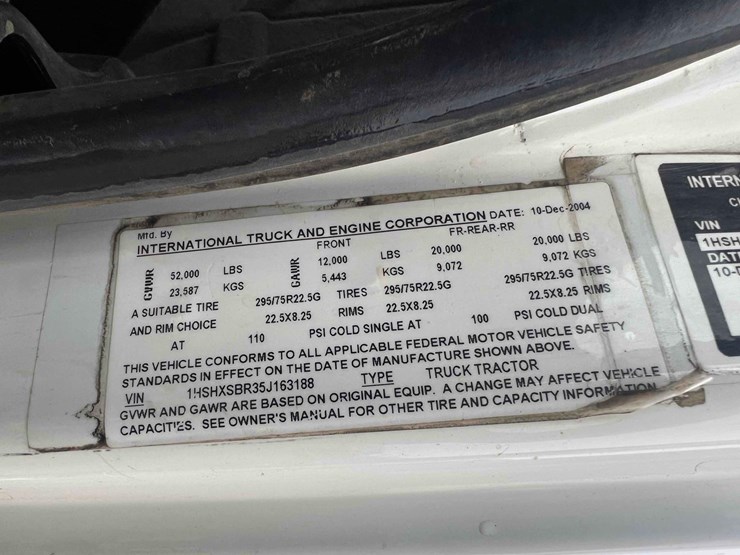 Mfd. By
INTERNATIONAL TRUCK AND ENGINE CORPORATION DATE: 10-Dec-2004
FRONT FR-REAR-RR
GVWR 52,000 LBS GAWR 12,000 LBS 20,000 20,000 LBS
23,587 KGS 5,443 KGS 9,072 9,072 KGS
A SUITABLE TIRE 295/75R22.5G TIRES 295/75R22.5G 295/75R22.5G TIRES
AND RIM CHOICE 22.5X8.25 RIMS 22.5X8.25 22.5X8.25 RIMS
AT 110 PSI COLD SINGLE AT 100 PSI COLD DUAL
THIS VEHICLE CONFORMS TO ALL APPLICABLE FEDERAL MOTOR VEHICLE SAFETY
STANDARDS IN EFFECT ON THE DATE OF MANUFACTURE SHOWN ABOVE.
VIN 1HSHXSBR35J163188 TYPE TRUCK TRACTOR
GVWR AND GAWR ARE BASED ON ORIGINAL EQUIP. A CHANGE MAY AFFECT VEHICLE
CAPACITIES. SEE OWNER'S MANUAL FOR OTHER TIRE AND CAPACITY INFORMATION
INTERN
VIN
1HSH
DATE
10-D